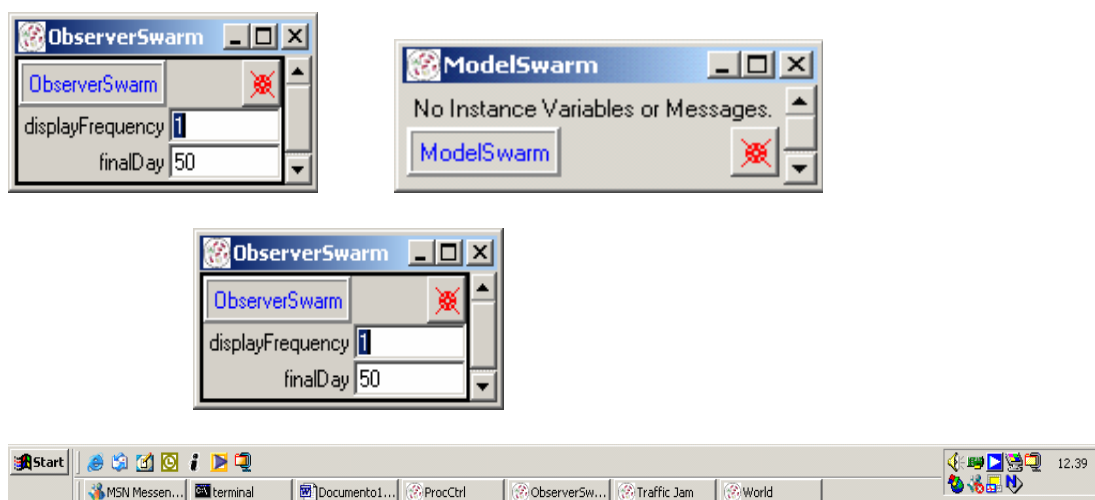 ObserverSwarm
ObserverSwarm
displayFrequency 1
finalDay 50
ModelSwarm
No Instance Variables or Messages.
ModelSwarm
ObserverSwarm
ObserverSwarm
displayFrequency 1
finalDay 50
Start
12.39
MSN Messen... terminal Documento1... ProcCtrl ObserverSw... Traffic Jam World